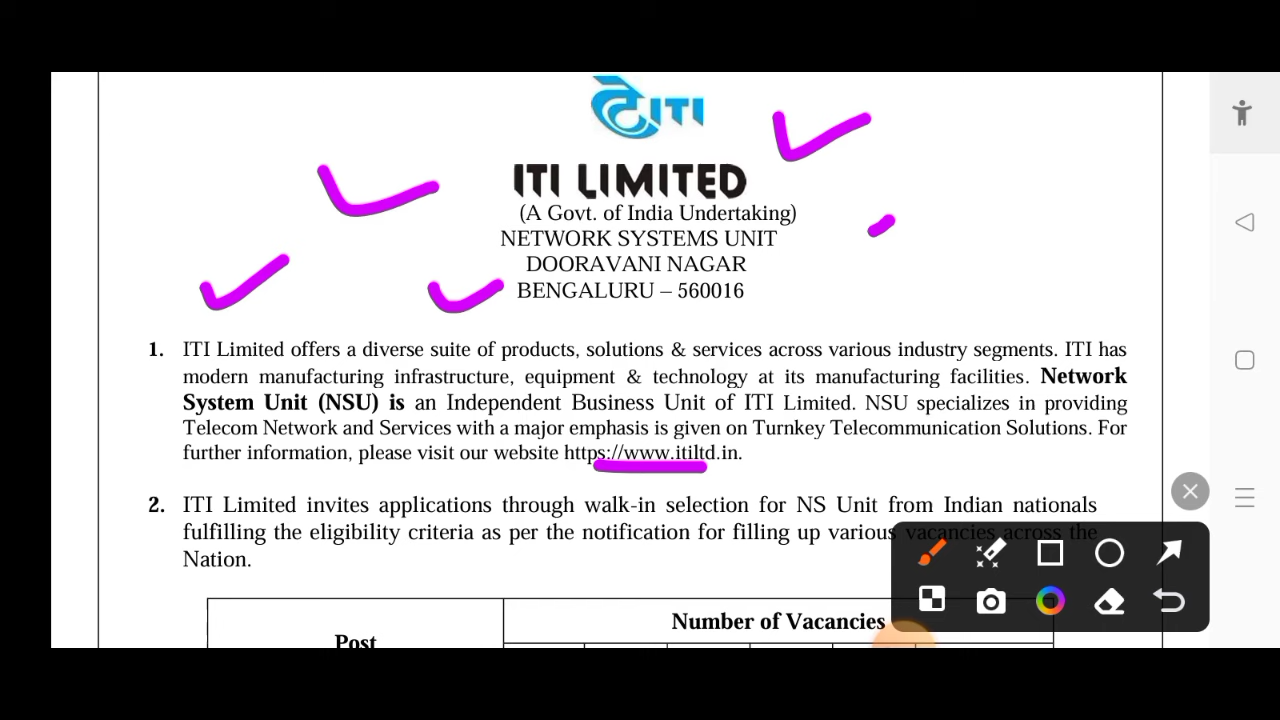 ITI
ITI LIMITED
(A Govt. of India Undertaking)
NETWORK SYSTEMS UNIT
DOORAVANI NAGAR
BENGALURU – 560016
1. ITI Limited offers a diverse suite of products, solutions & services across various industry segments. ITI has
modern manufacturing infrastructure, equipment & technology at its manufacturing facilities. Network
System Unit (NSU) is an Independent Business Unit of ITI Limited. NSU specializes in providing
Telecom Network and Services with a major emphasis is given on Turnkey Telecommunication Solutions. For
further information, please visit our website https://www.itiltd.in.
2. ITI Limited invites applications through walk-in selection for NS Unit from Indian nationals
fulfilling the eligibility criteria as per the notification for filling up various vacancies across the
Nation.
Number of Vacancies
Post